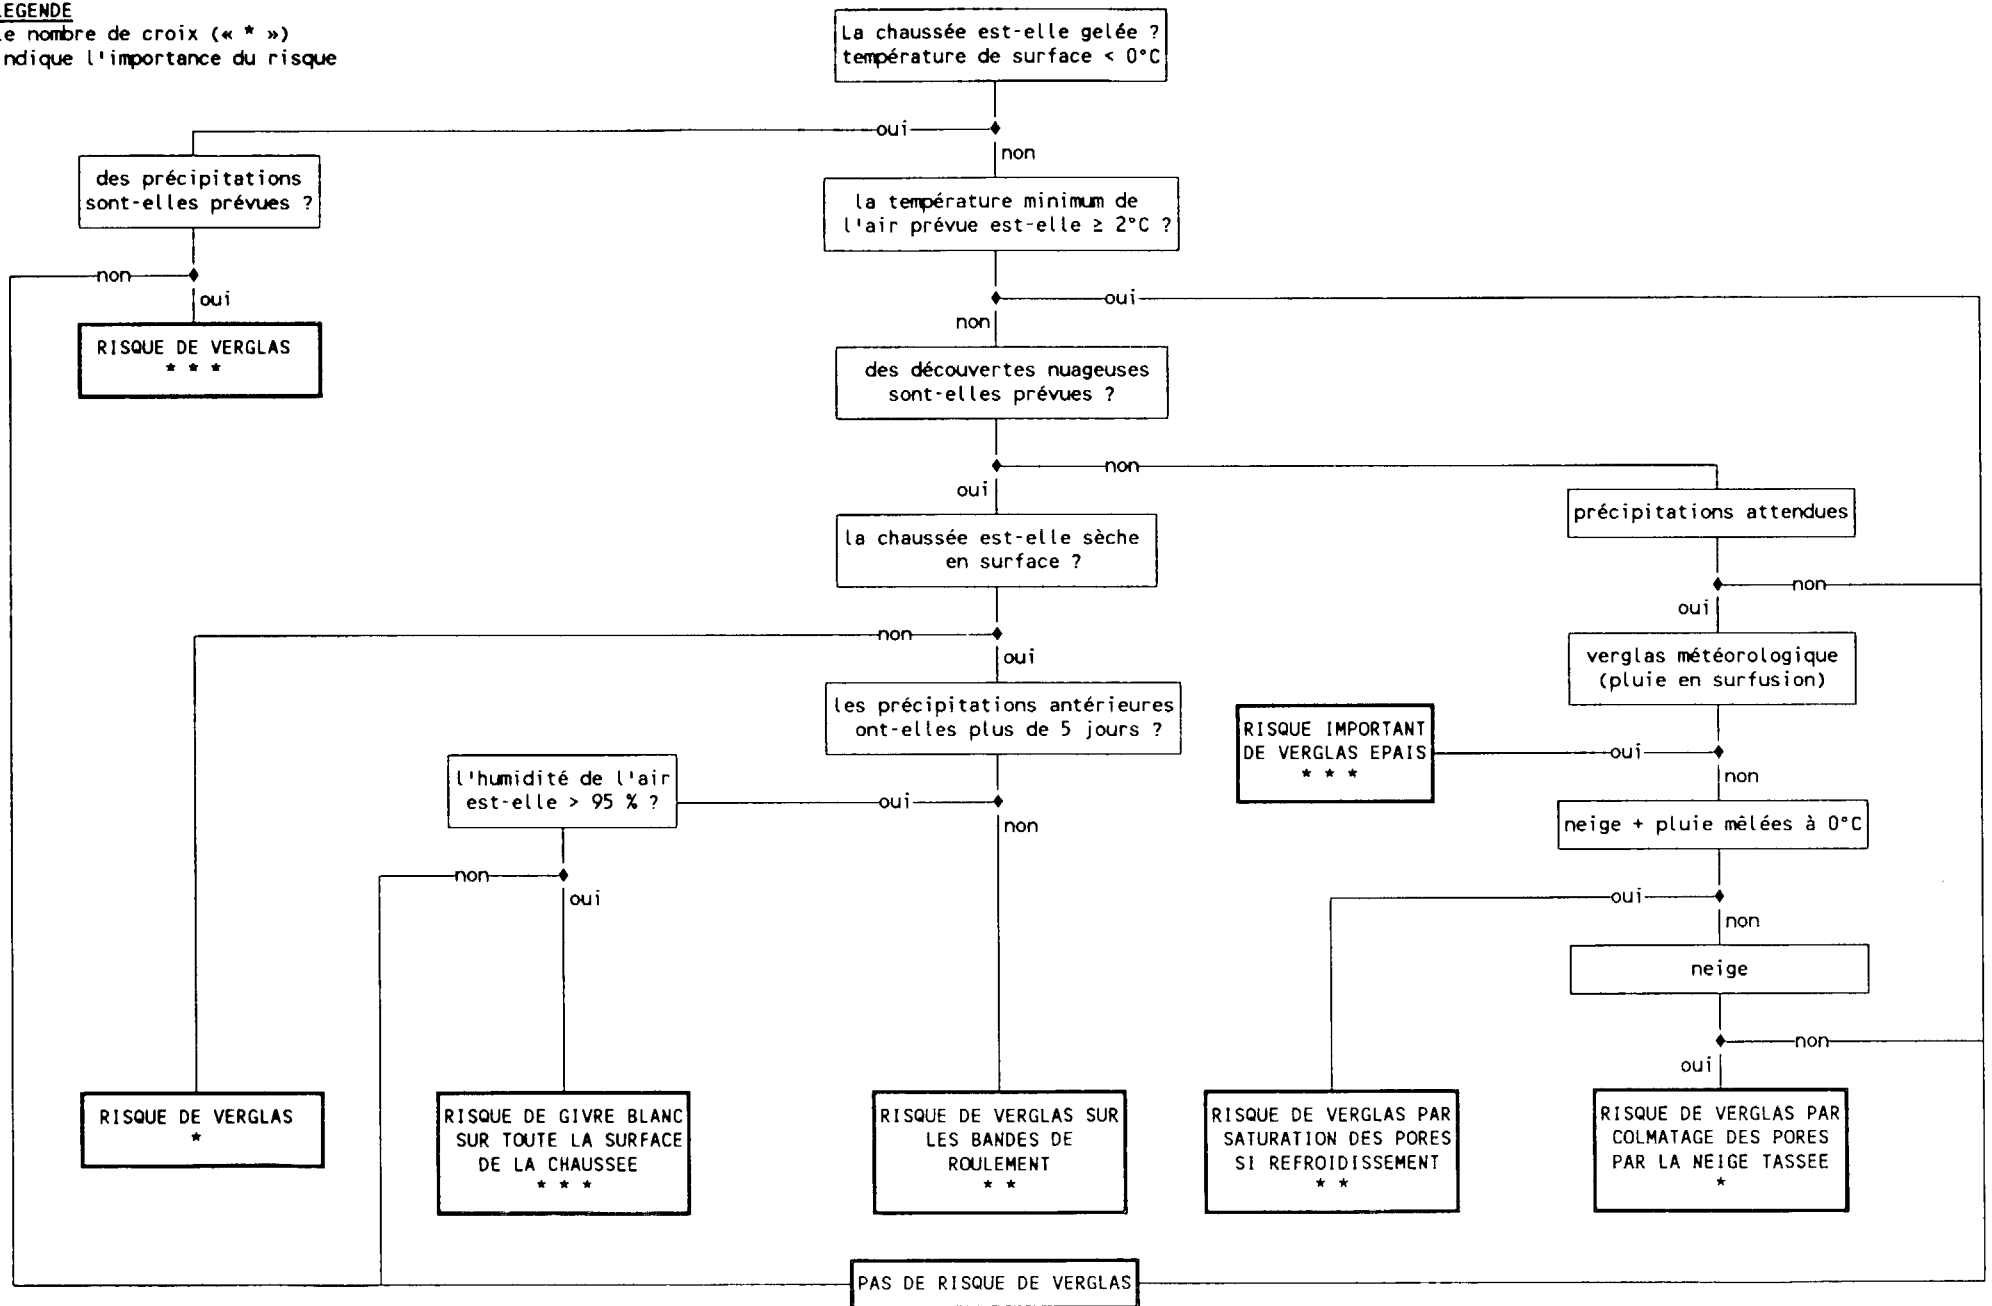 LEGENDE
le nombre de croix (« * »)
indique l'importance du risque
La chaussée est-elle gelée ?
température de surface < 0°C
oui
non
des précipitations
sont-elles prévues ?
la température minimum de
l'air prévue est-elle ≥ 2°C ?
non
oui
oui
non
RISQUE DE VERGLAS
* * *
des découvertes nuageuses
sont-elles prévues ?
non
oui
précipitations attendues
la chaussée est-elle sèche
en surface ?
non
oui
non
oui
verglas météorologique
(pluie en surfusion)
les précipitations antérieures
ont-elles plus de 5 jours ?
RISQUE IMPORTANT
DE VERGLAS EPAIS
* * *
oui
non
l'humidité de l'air
est-elle > 95 % ?
oui
non
neige + pluie mêlées à 0°C
non
oui
oui
non
neige
non
oui
RISQUE DE VERGLAS
*
RISQUE DE GIVRE BLANC
SUR TOUTE LA SURFACE
DE LA CHAUSSEE
* * *
RISQUE DE VERGLAS SUR
LES BANDES DE
ROULEMENT
* *
RISQUE DE VERGLAS PAR
SATURATION DES PORES
SI REFROIDISSEMENT
* *
RISQUE DE VERGLAS PAR
COLMATAGE DES PORES
PAR LA NEIGE TASSEE
*
PAS DE RISQUE DE VERGLAS